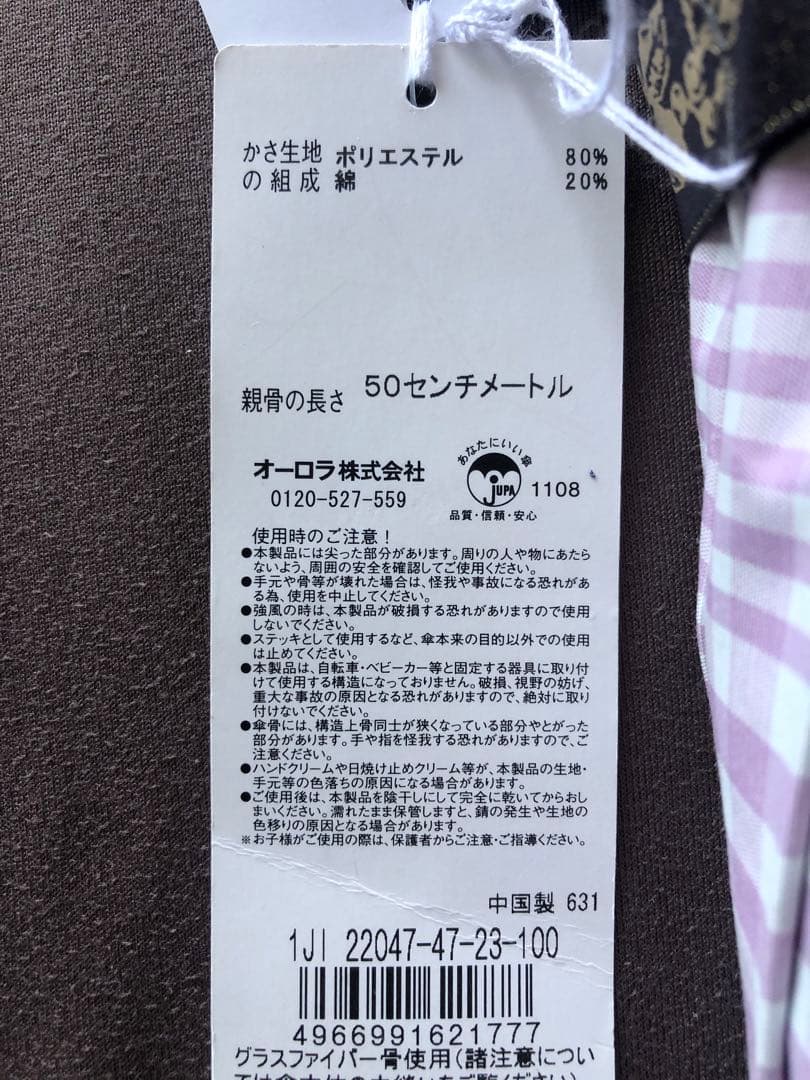 かさ生地 ポリエステル 80%
の組成 綿 20%
親骨の長さ 50センチメートル
あなたにいい傘
JUPA
オーロラ株式会社
0120-527-559
1108
品質・信頼・安心
使用時のご注意!
●本製品には尖った部分があります。周りの人や物にあたら
ないよう、周囲の安全を確認してご使用ください。
●手元や骨等が壊れた場合は、怪我や事故になる恐れがあ
る為、使用を中止してください。
●強風の時は、本製品が破損する恐れがありますので使用
しないでください。
●ステッキとして使用するなど、傘本来の目的以外での使用
は止めてください。
●本製品は、自転車・ベビーカー等と固定する器具に取り付
けて使用する構造になっておりません。破損、視野の妨げ、
重大な事故の原因となる恐れがありますので、絶対に取り
付けないでください。
●傘骨には、構造上骨同士が狭くなっている部分やとがった
部分があります。手や指を怪我する恐れがありますので、ご
注意ください。
●ハンドクリームや日焼け止めクリーム等が、本製品の生地・
手元等の色落ちの原因になる場合があります。
●ご使用後は、本製品を陰干しにして完全に乾いてからおし
まいください。濡れたまま保管しますと、錆の発生や生地の
色移りの原因となる場合があります。
※お子様がご使用の際は、保護者からご注意・ご指導ください。
中国製 631
1JI 22047-47-23-100
4966991621777
グラスファイバー骨使用(諸注意につい